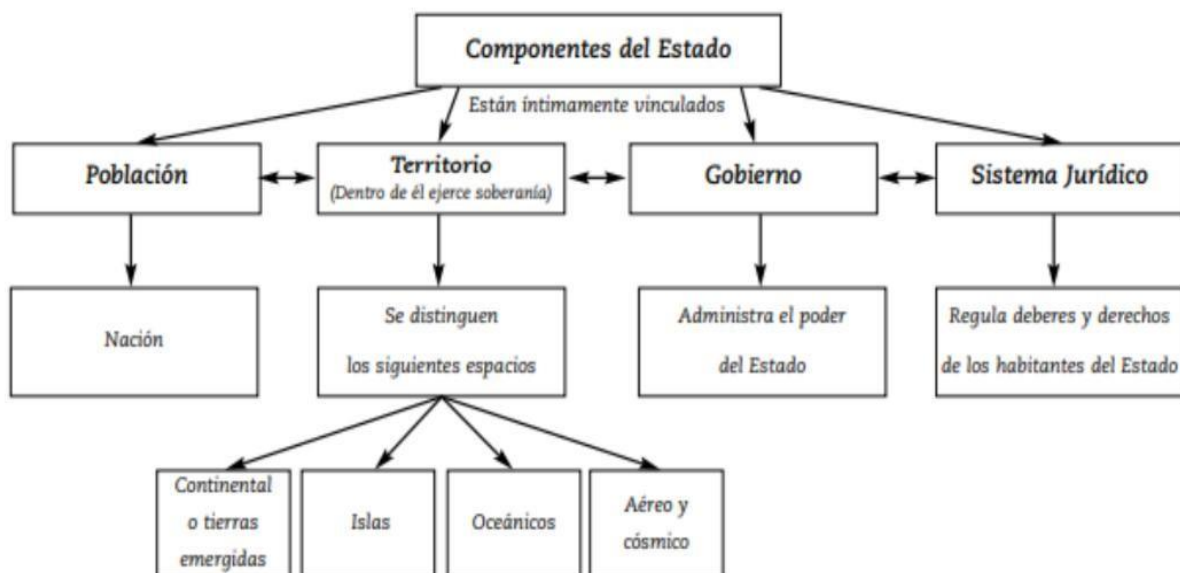 Componentes del Estado
Están íntimamente vinculados
Población
Territorio
(Dentro de él ejerce soberanía)
Gobierno
Sistema Jurídico
Nación
Se distinguen
los siguientes espacios
Administra el poder
del Estado
Regula deberes y derechos
de los habitantes del Estado
Continental
o tierras
emergidas
Islas
Oceánicos
Aéreo y
cósmico